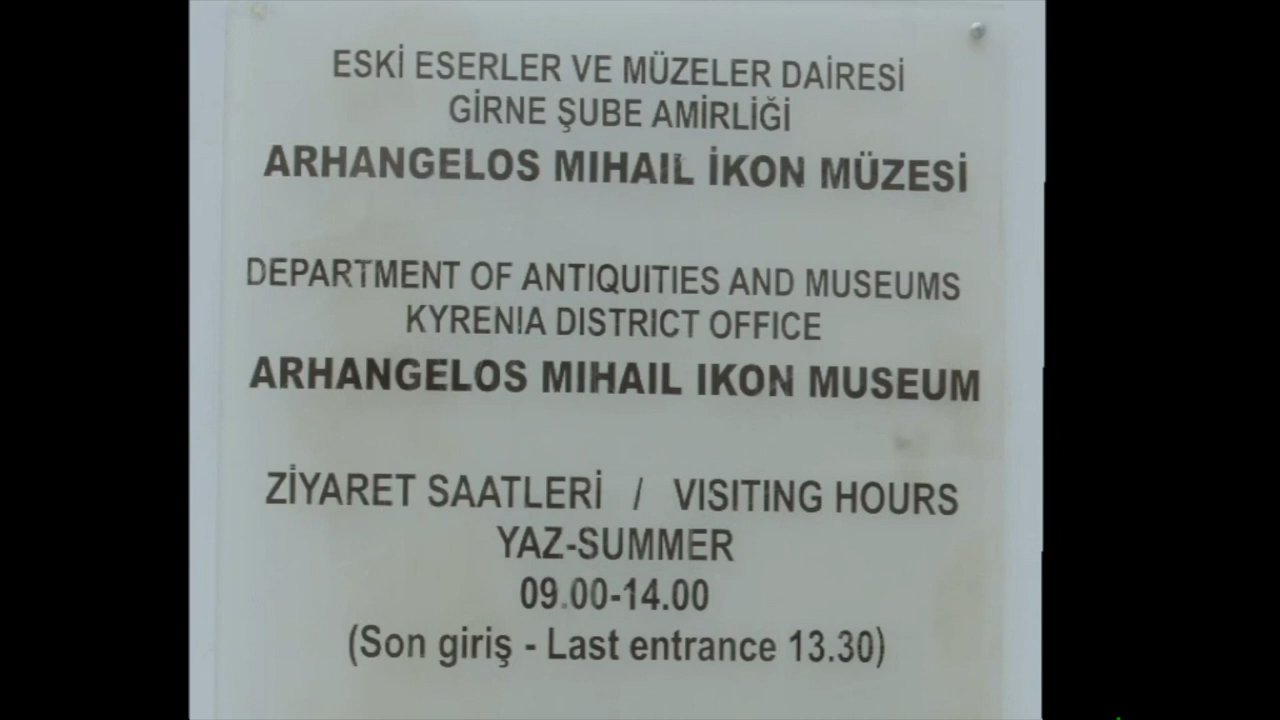 ESKİ ESERLER VE MÜZELER DAİRESİ
GİRNE ŞUBE AMİRLİĞİ
ARHANGELOS MIHAIL İKON MÜZESİ
DEPARTMENT OF ANTIQUITIES AND MUSEUMS
KYRENIA DISTRICT OFFICE
ARHANGELOS MIHAIL IKON MUSEUM
ZİYARET SAATLERİ / VISITING HOURS
YAZ-SUMMER
09.00-14.00
(Son giriş - Last entrance 13.30)